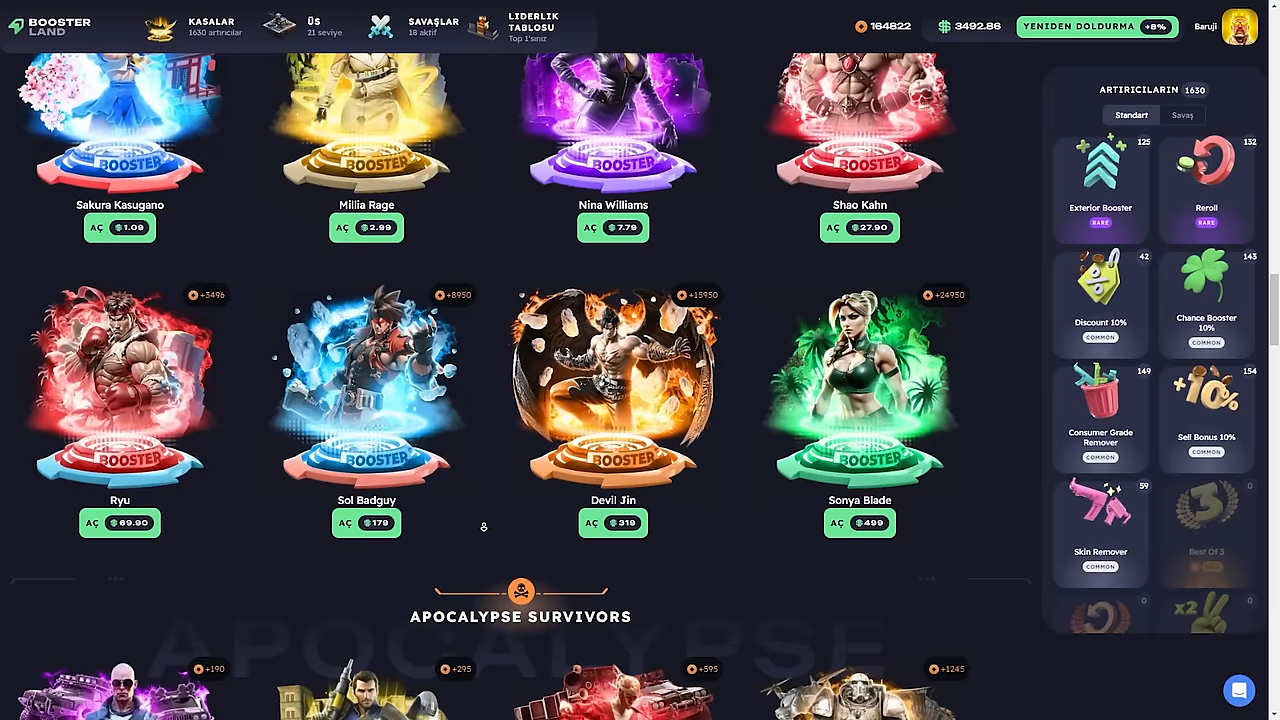 BOOSTER
LAND
KASALAR
1630 artırıcılar
ÜS
21 seviye
SAVAŞLAR
18 aktif
LIDERLIK
TABLOSU
Top 1'sınız
164822
3492.86
YENIDEN DOLDURMA +8%
Baruji
BOOSTER
BOOSTER
BOOSTER
BOOSTER
Sakura Kasugano
Millia Rage
Nina Williams
Shao Kahn
AÇ 1.09
AÇ 2.99
AÇ 7.79
AÇ 27.90
+3496
+8950
+15950
+24950
BOOSTER
BOOSTER
BOOSTER
BOOSTER
Ryu
Sol Badguy
Devil Jin
Sonya Blade
AÇ 69.90
AÇ 179
AÇ 319
AÇ 499
APOCALYPSE
APOCALYPSE SURVIVORS
+190
+295
+595
+1245
ARTIRICILARIN 1630
Standart Savaş
125
Exterior Booster
RARE
132
Reroll
RARE
42
Discount 10%
COMMON
143
Chance Booster
10%
COMMON
149
Consumer Grade
Remover
COMMON
154
+10%
Sell Bonus 10%
COMMON
59
Skin Remover
COMMON
0
3
Best Of 3
0
0
x2